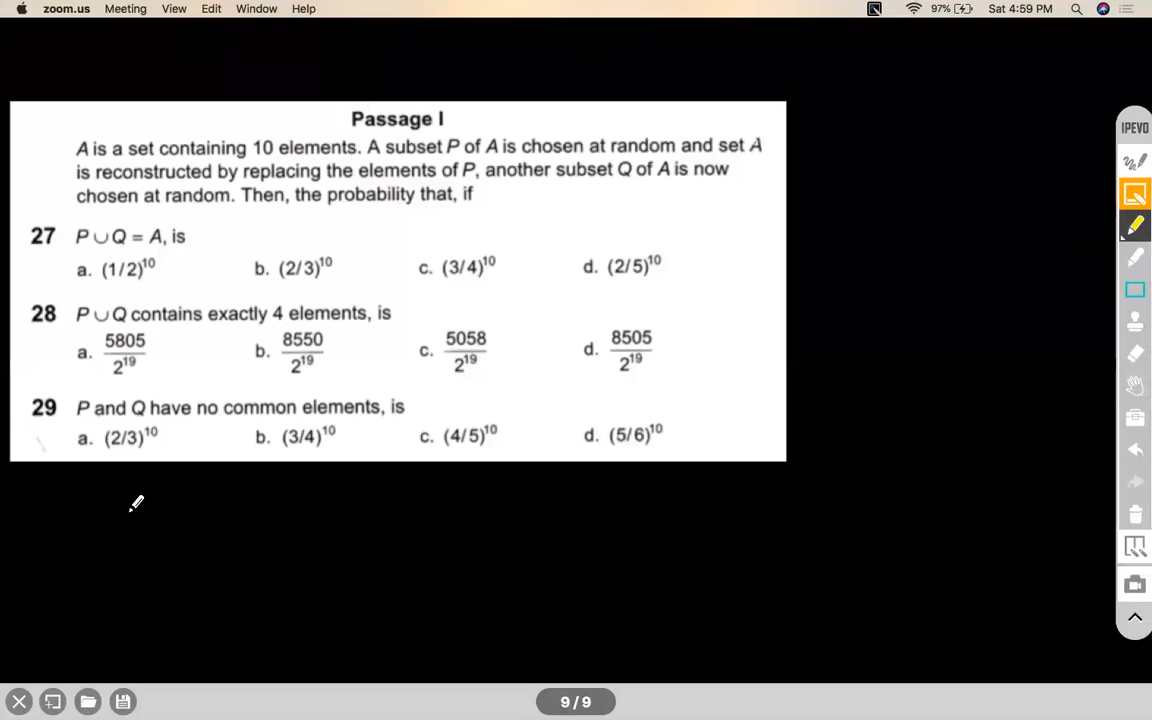 zoom.us Meeting View Edit Window Help 97% Sat 4:59 PM
Passage I
A is a set containing 10 elements. A subset P of A is chosen at random and set A
is reconstructed by replacing the elements of P, another subset Q of A is now
chosen at random. Then, the probability that, if
27 P ∪ Q = A, is
a. (1/2)^10 b. (2/3)^10 c. (3/4)^10 d. (2/5)^10
28 P ∪ Q contains exactly 4 elements, is
a. 5805/2^19 b. 8550/2^19 c. 5058/2^19 d. 8505/2^19
29 P and Q have no common elements, is
a. (2/3)^10 b. (3/4)^10 c. (4/5)^10 d. (5/6)^10
IPEVO
9 / 9